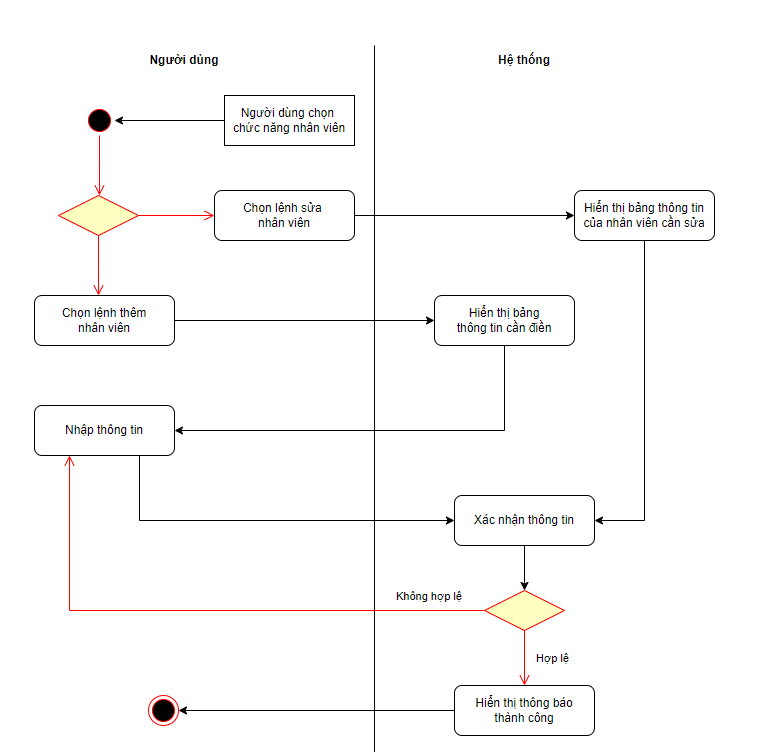 Người dùng
Hệ thống
Người dùng chọn
chức năng nhân viên
Chọn lệnh sửa
nhân viên
Hiển thị bảng thông tin
của nhân viên cần sửa
Chọn lệnh thêm
nhân viên
Hiển thị bảng
thông tin cần điền
Nhập thông tin
Xác nhận thông tin
Không hợp lệ
Hợp lệ
Hiển thị thông báo
thành công